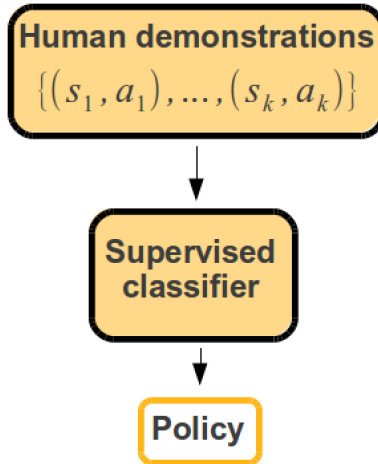 Human demonstrations
{(s₁, a₁), ..., (sₖ, aₖ)}
Supervised
classifier
Policy